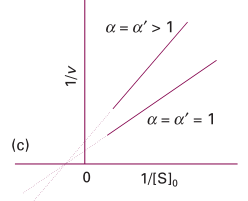 α = α′ > 1
1/v
α = α′ = 1
(c)
0
1/[S]₀